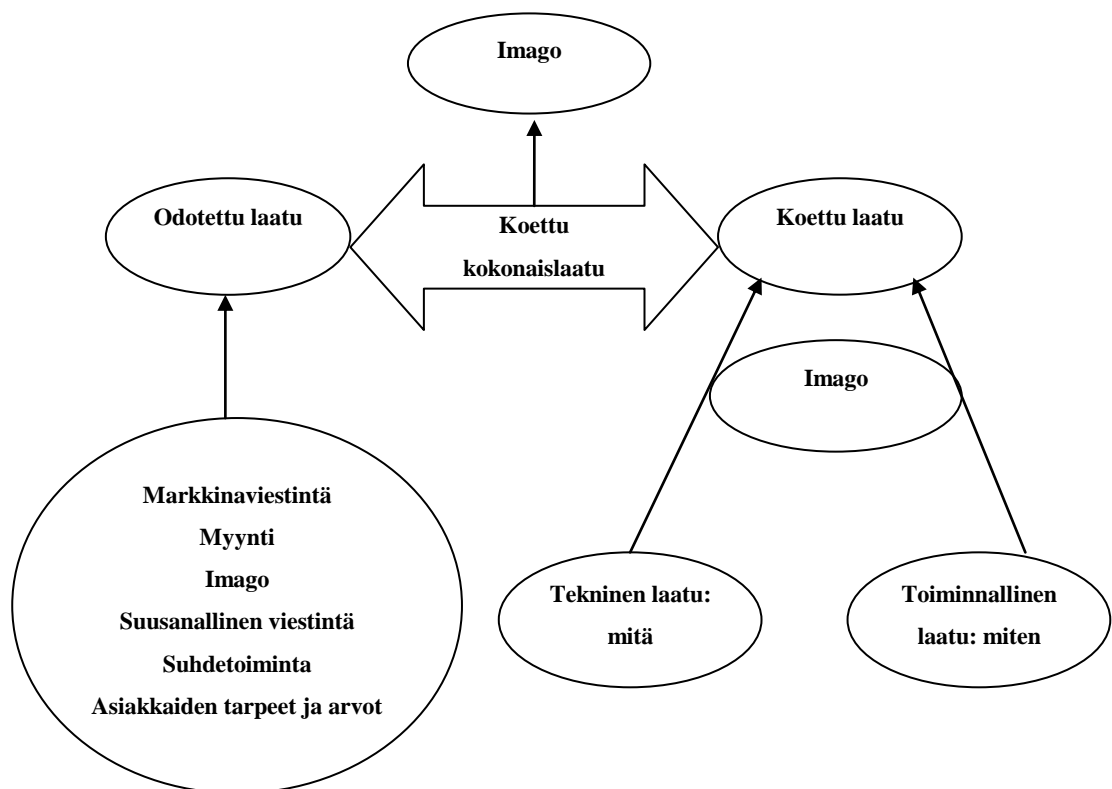 Imago
Odotettu laatu
Koettu
kokonaislaatu
Koettu laatu
Imago
Markkinaviestintä
Myynti
Imago
Suusanallinen viestintä
Suhdetoiminta
Asiakkaiden tarpeet ja arvot
Tekninen laatu:
mitä
Toiminnallinen
laatu: miten